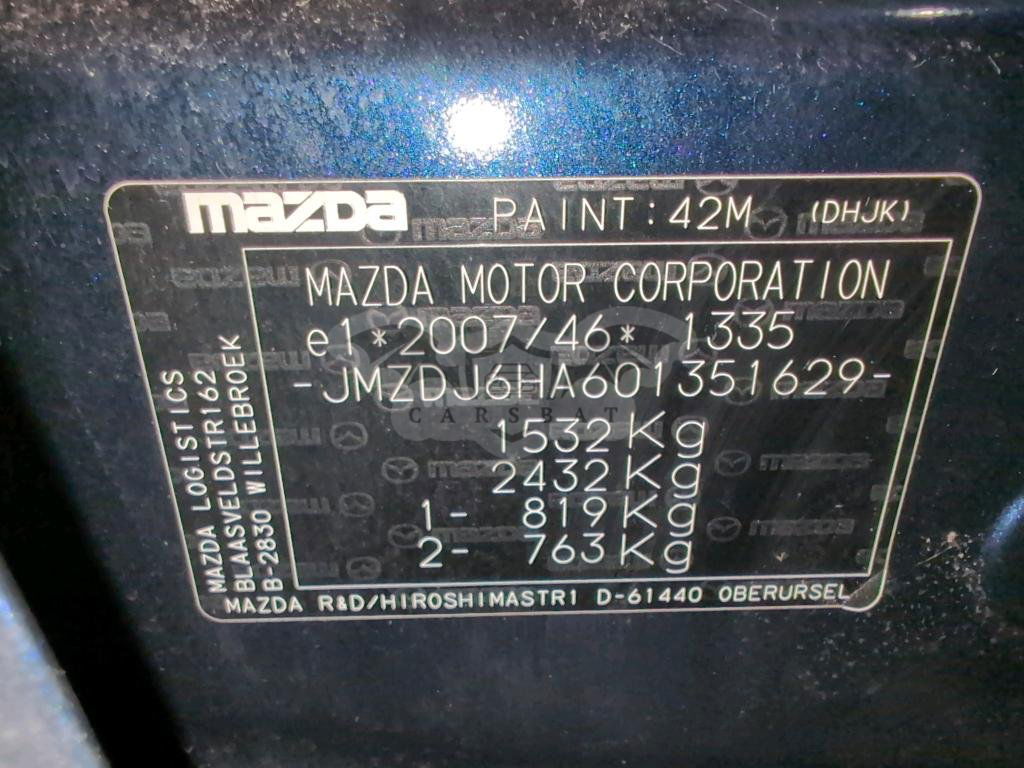 mazda PAINT: 42M (DHJK)
MAZDA MOTOR CORPORATION
e1*2007/46* 1335
-JMZDJ6HA601351629-
CARSBAT
1532Kg
2432Kg
1- 819Kg
2- 763Kg
MAZDA LOGISTICS
BLAASVELDSTR162
B-2830 WILLEBROEK
MAZDA R&D/HIROSHIMASTR1 D-61440 OBERURSEL